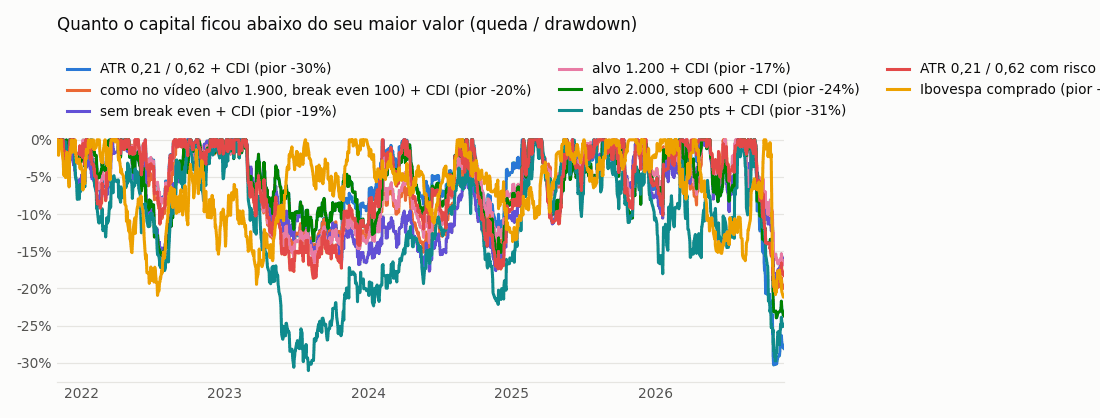 Quanto o capital ficou abaixo do seu maior valor (queda / drawdown)
ATR 0,21 / 0,62 + CDI (pior -30%)
como no vídeo (alvo 1.900, break even 100) + CDI (pior -20%)
sem break even + CDI (pior -19%)
alvo 1.200 + CDI (pior -17%)
alvo 2.000, stop 600 + CDI (pior -24%)
bandas de 250 pts + CDI (pior -31%)
ATR 0,21 / 0,62 com risco
Ibovespa comprado (pior -
0%
-5%
-10%
-15%
-20%
-25%
-30%
2022 2023 2024 2025 2026